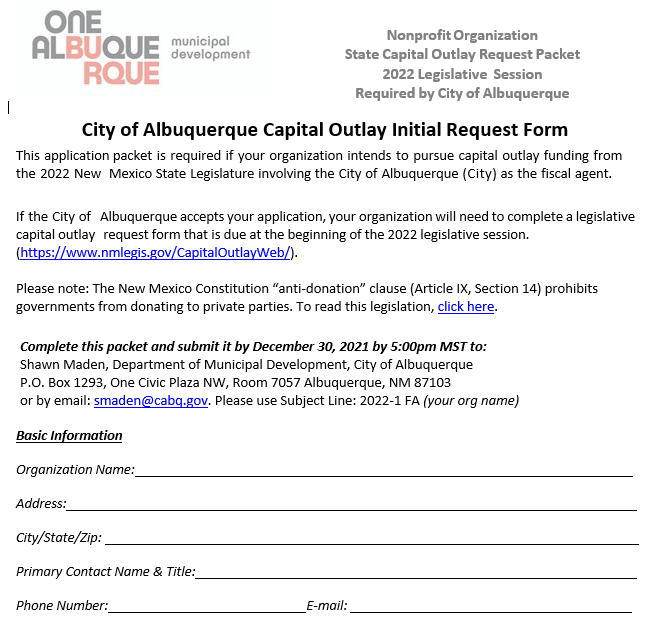 ONE
ALBUQUE
RQUE
municipal
development
Nonprofit Organization
State Capital Outlay Request Packet
2022 Legislative Session
Required by City of Albuquerque
City of Albuquerque Capital Outlay Initial Request Form
This application packet is required if your organization intends to pursue capital outlay funding from
the 2022 New Mexico State Legislature involving the City of Albuquerque (City) as the fiscal agent.
If the City of Albuquerque accepts your application, your organization will need to complete a legislative
capital outlay request form that is due at the beginning of the 2022 legislative session.
(https://www.nmlegis.gov/CapitalOutlayWeb/).
Please note: The New Mexico Constitution “anti-donation” clause (Article IX, Section 14) prohibits
governments from donating to private parties. To read this legislation, click here.
Complete this packet and submit it by December 30, 2021 by 5:00pm MST to:
Shawn Maden, Department of Municipal Development, City of Albuquerque
P.O. Box 1293, One Civic Plaza NW, Room 7057 Albuquerque, NM 87103
or by email: smaden@cabq.gov. Please use Subject Line: 2022-1 FA (your org name)
Basic Information
Organization Name:
Address:
City/State/Zip:
Primary Contact Name & Title:
Phone Number: E-mail: